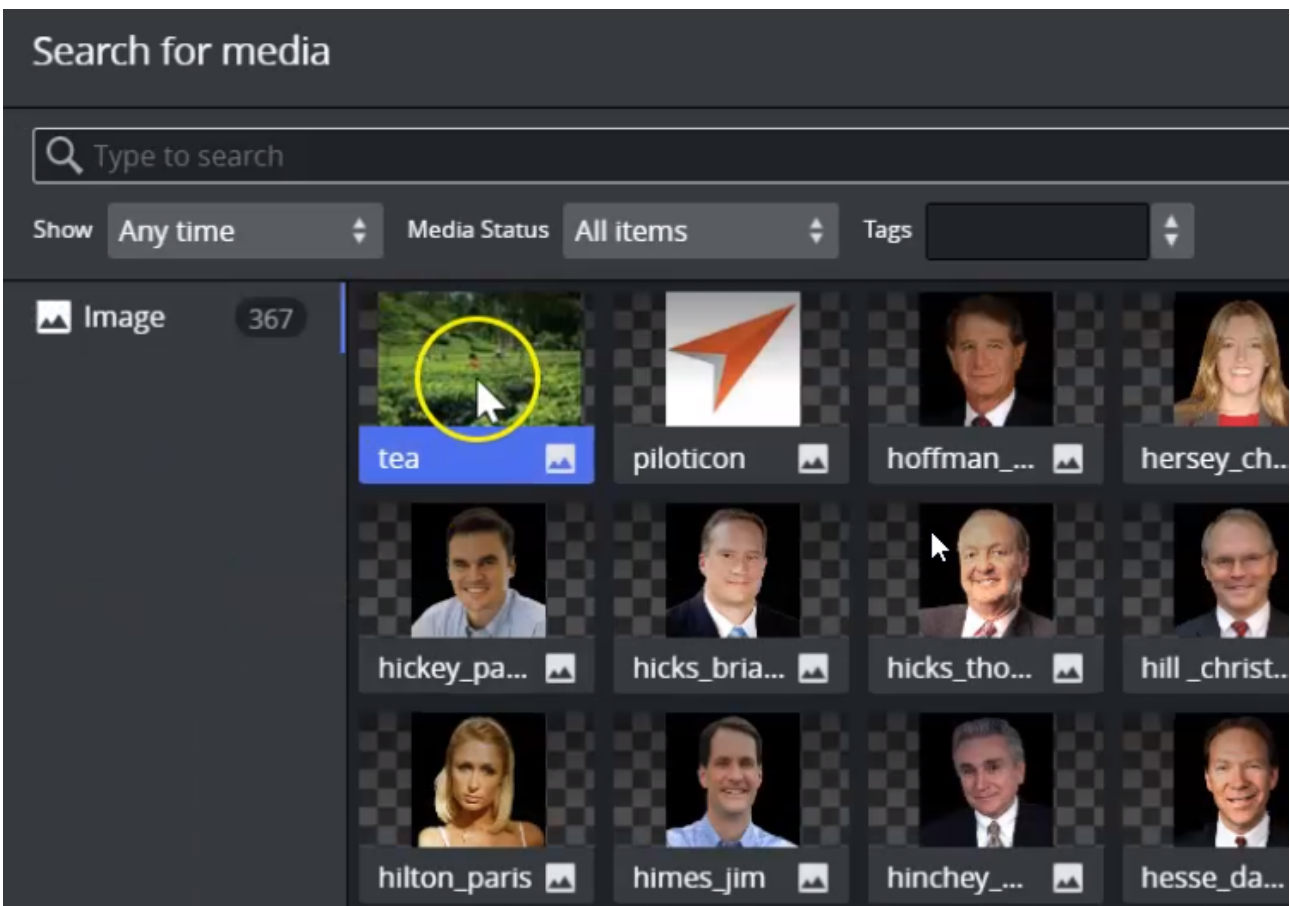 Search for media
Type to search
Show Any time Media Status All items Tags
Image 367
tea piloticon hoffman_... hersey_ch...
hickey_pa... hicks_bria... hicks_tho... hill _christ...
hilton_paris himes_jim hinchey_... hesse_da...